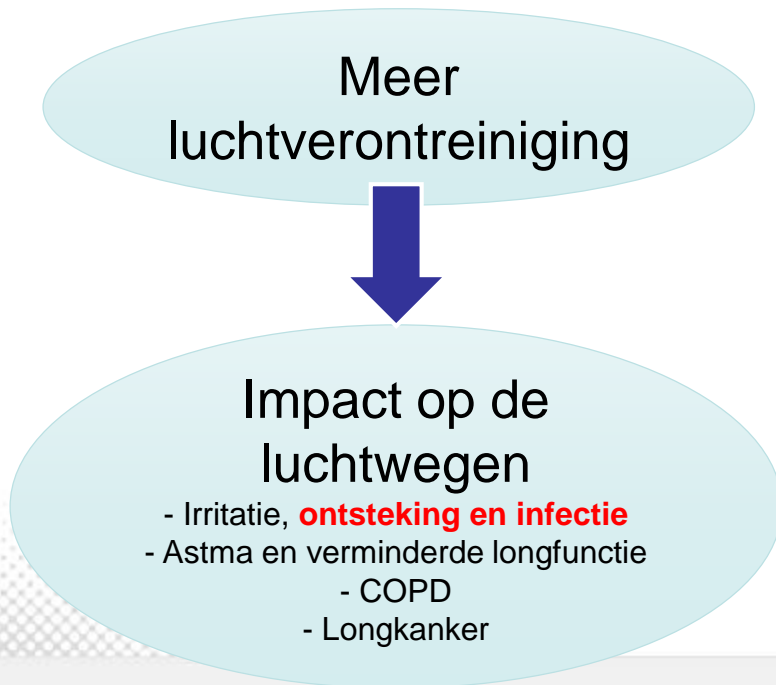 Meer
luchtverontreiniging
Impact op de
luchtwegen
- Irritatie, ontsteking en infectie
- Astma en verminderde longfunctie
- COPD
- Longkanker